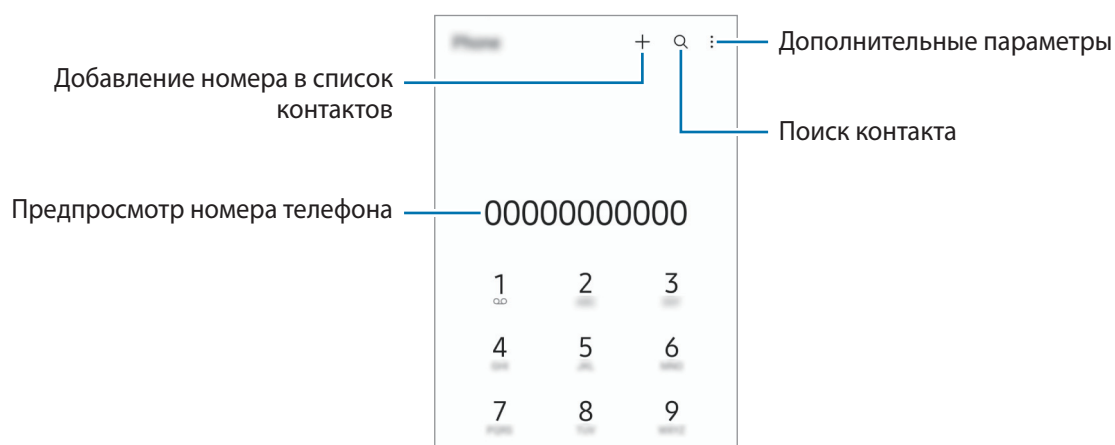 Дополнительные параметры
Добавление номера в список
контактов
Поиск контакта
Предпросмотр номера телефона
00000000000
1 2 3
4 5 6
7 8 9